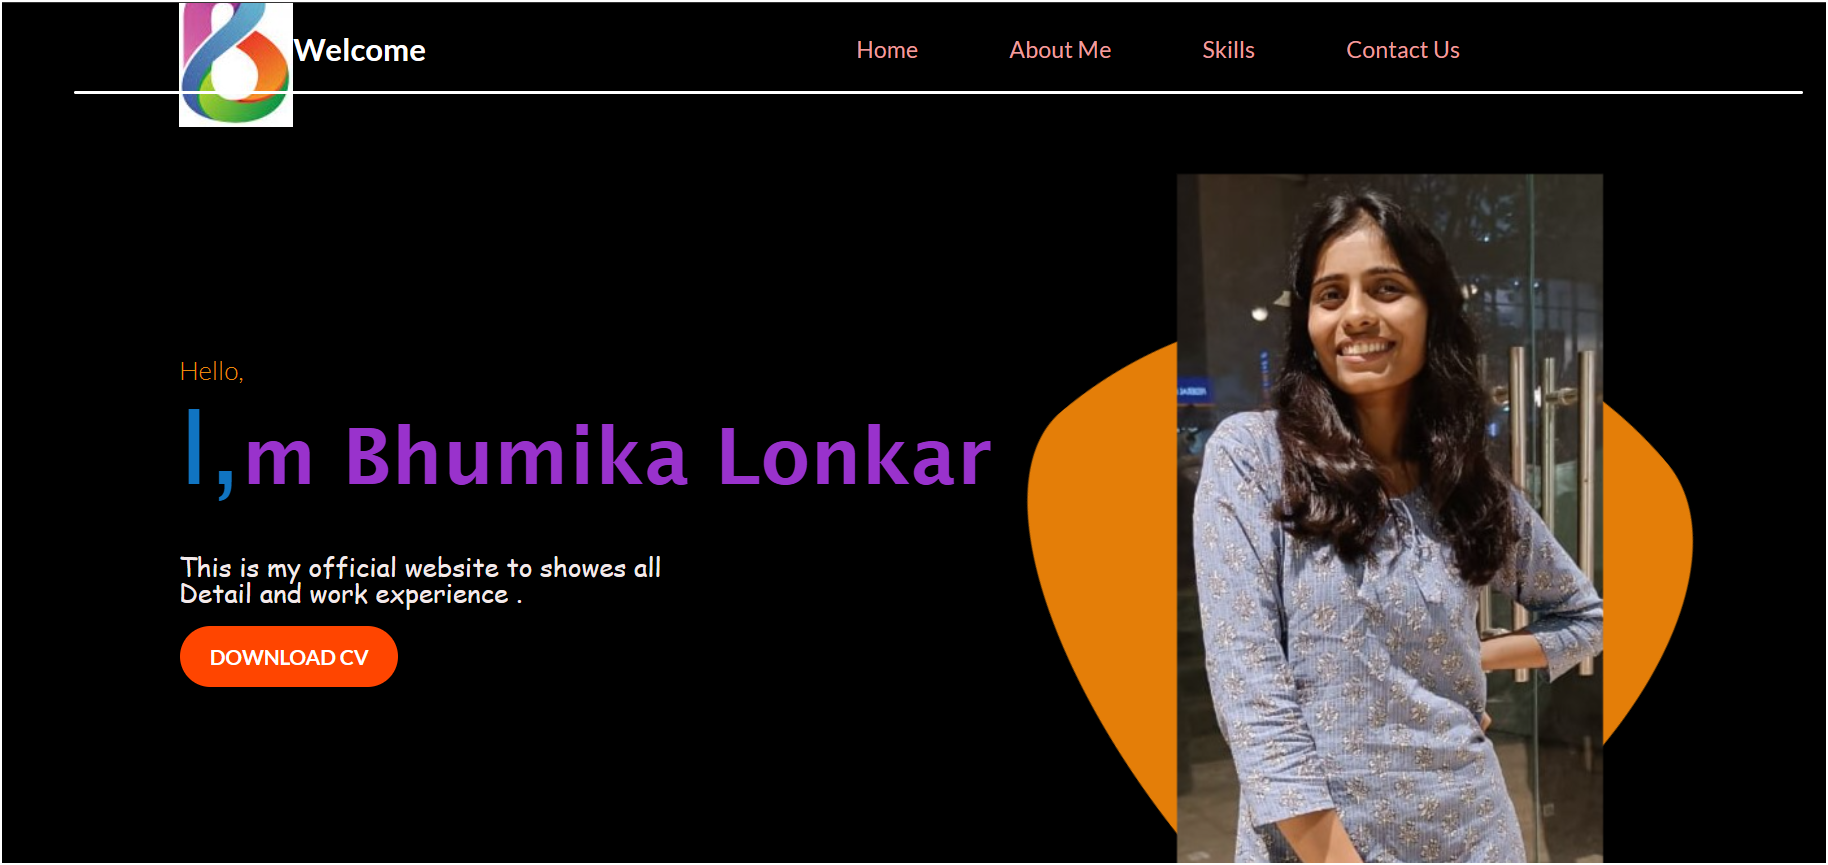 Welcome
Home About Me Skills Contact Us
Hello,
I,m Bhumika Lonkar
This is my official website to showes all
Detail and work experience .
DOWNLOAD CV